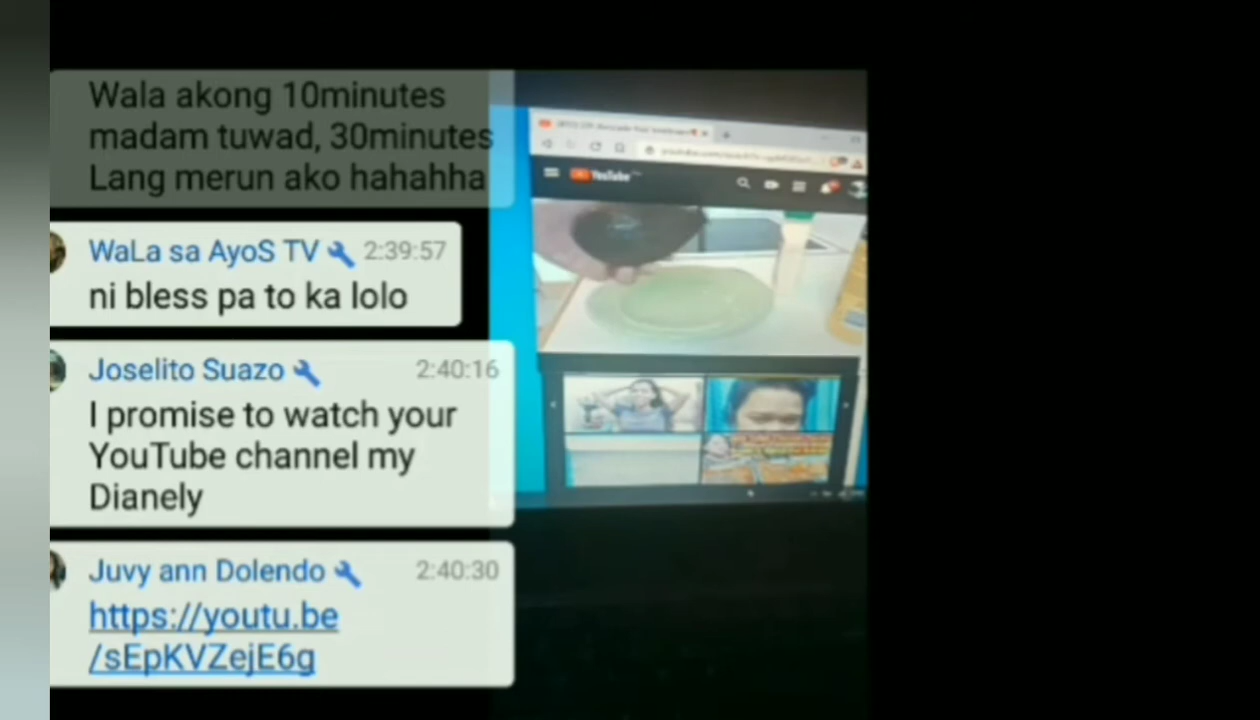 Wala akong 10minutes
madam tuwad, 30minutes
Lang merun ako hahahha
WaLa sa AyoS TV 2:39:57
ni bless pa to ka lolo
Joselito Suazo 2:40:16
I promise to watch your
YouTube channel my
Dianely
Juvy ann Dolendo 2:40:30
https://youtu.be
/sEpKVZejE6g
YouTube